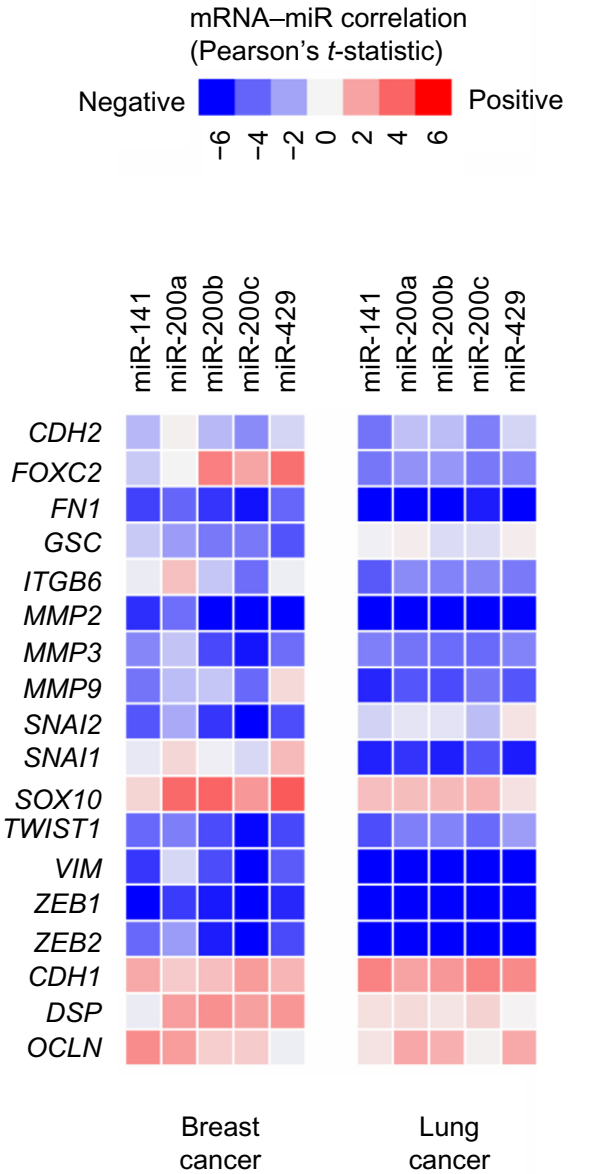 mRNA–miR correlation
(Pearson's t-statistic)
Negative
Positive
−6
−4
−2
0
2
4
6
miR-141
miR-200a
miR-200b
miR-200c
miR-429
miR-141
miR-200a
miR-200b
miR-200c
miR-429
CDH2
FOXC2
FN1
GSC
ITGB6
MMP2
MMP3
MMP9
SNAI2
SNAI1
SOX10
TWIST1
VIM
ZEB1
ZEB2
CDH1
DSP
OCLN
Breast
cancer
Lung
cancer